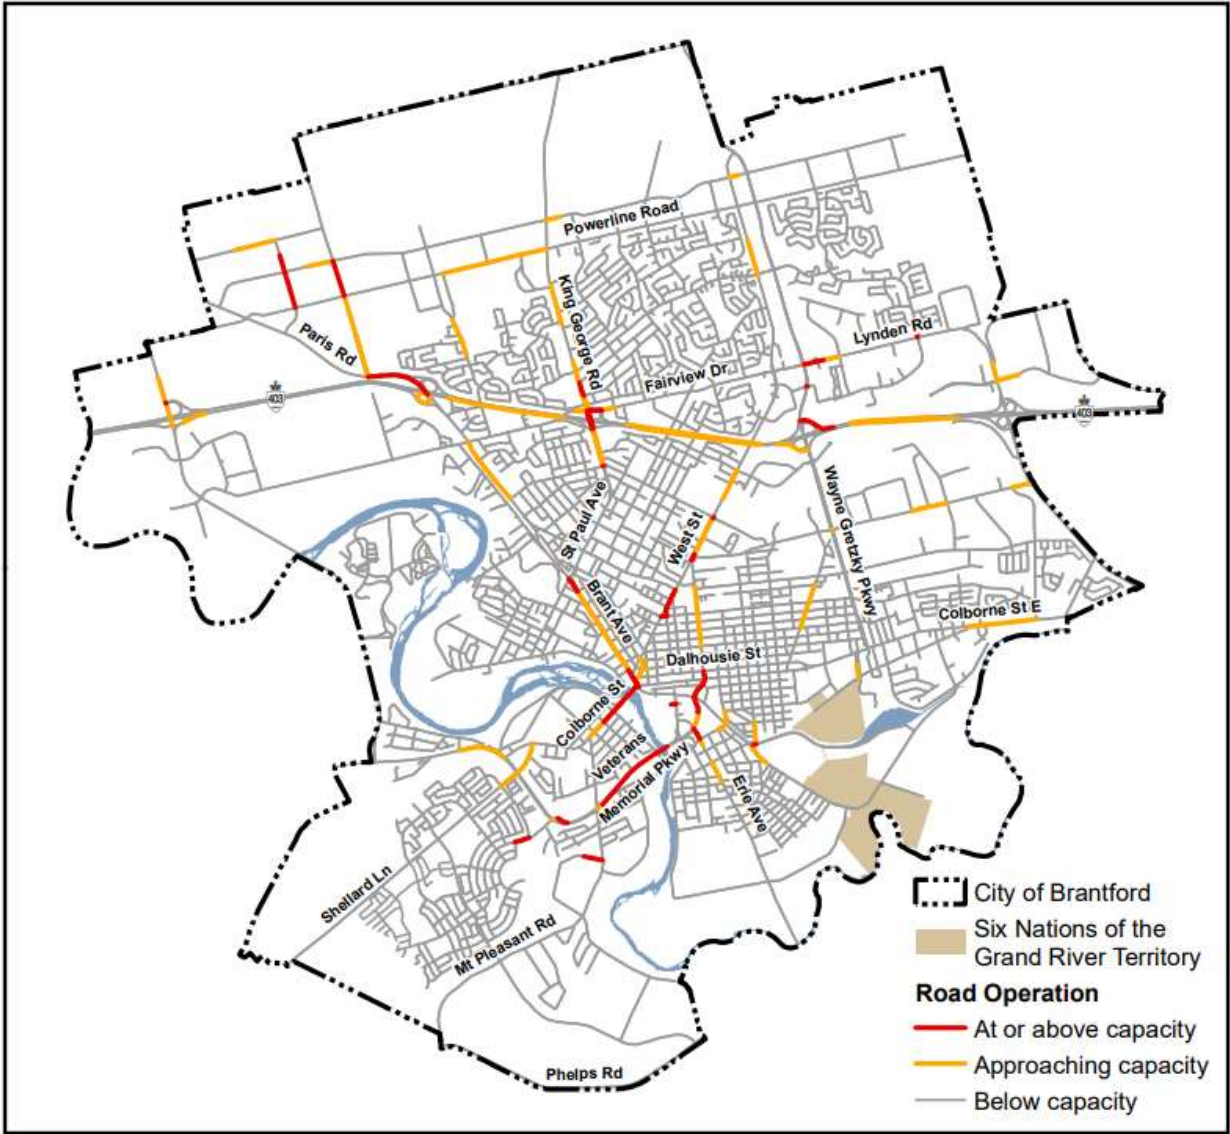 Powerline Road
King George Rd
Paris Rd
Lynden Rd
Fairview Dr
403
403
St Paul Ave
West St
Wayne Gretzky Pkwy
Brant Ave
Colborne St E
Dalhousie St
Colborne St
Veterans
Memorial Pkwy
Erie Ave
Shellard Ln
Mt Pleasant Rd
Phelps Rd
City of Brantford
Six Nations of the
Grand River Territory
Road Operation
At or above capacity
Approaching capacity
Below capacity